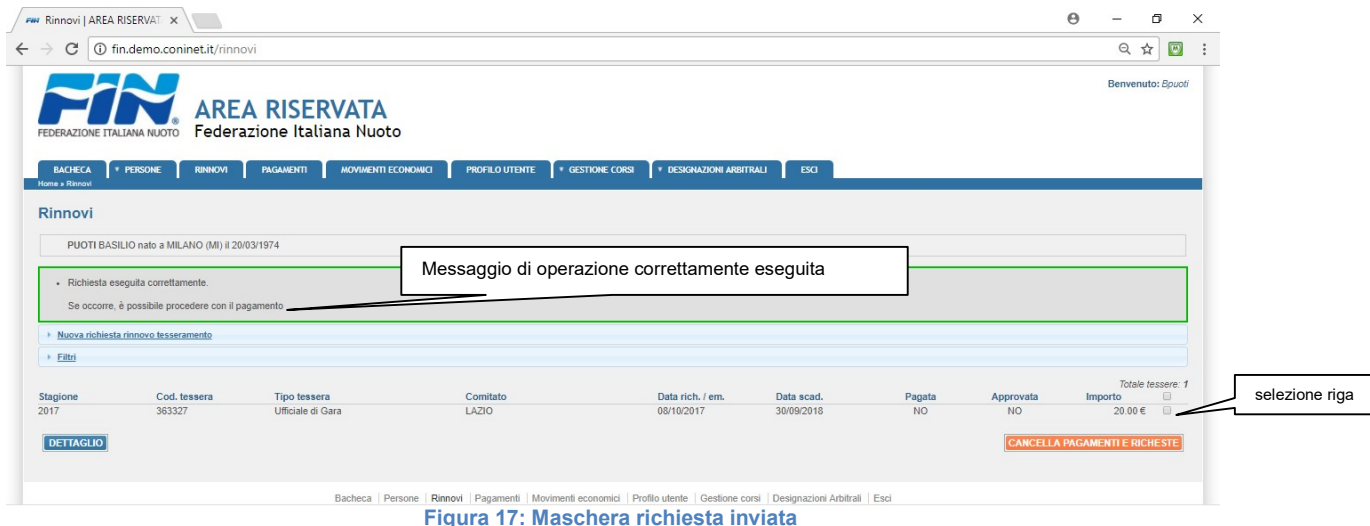 Rinnovi | AREA RISERVAT
fin.demo.coninet.it/rinnovi
Benvenuto: Bpuoti
FIN
FEDERAZIONE ITALIANA NUOTO
AREA RISERVATA
Federazione Italiana Nuoto
BACHECA PERSONE RINNOVI PAGAMENTI MOVIMENTI ECONOMICI PROFILO UTENTE GESTIONE CORSI DESIGNAZIONI ARBITRALI ESCI
Home » Rinnovi
Rinnovi
PUOTI BASILIO nato a MILANO (MI) il 20/03/1974
Messaggio di operazione correttamente eseguita
• Richiesta eseguita correttamente.
Se occorre, è possibile procedere con il pagamento
Nuova richiesta rinnovo tesseramento
Filtri
Totale tessere: 1
selezione riga
Stagione Cod. tessera Tipo tessera Comitato Data rich. / em. Data scad. Pagata Approvata Importo
2017 363327 Ufficiale di Gara LAZIO 08/10/2017 30/09/2018 NO NO 20.00 €
DETTAGLIO CANCELLA PAGAMENTI E RICHESTE
Bacheca | Persone | Rinnovi | Pagamenti | Movimenti economici | Profilo utente | Gestione corsi | Designazioni Arbitrali | Esci
Figura 17: Maschera richiesta inviata